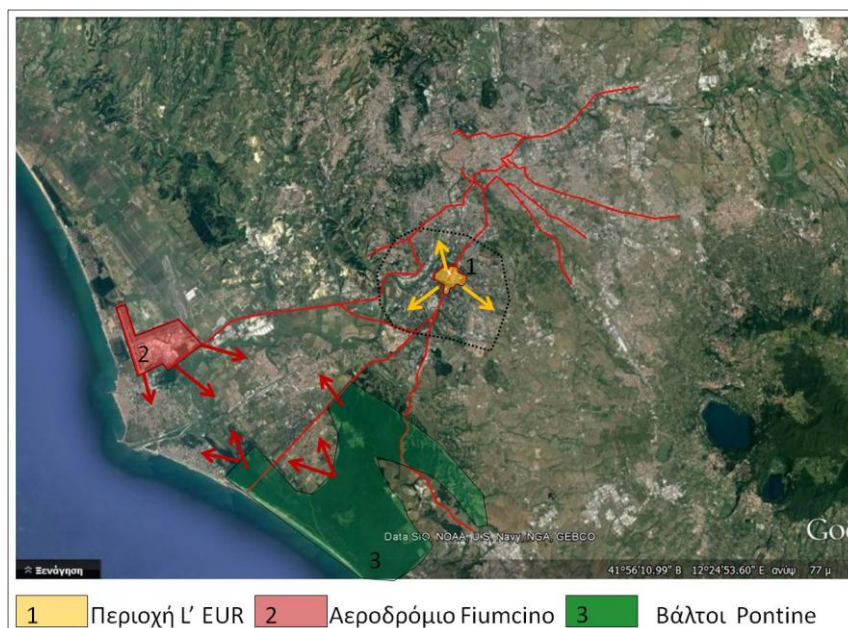 1
2
3
Data SIO, NOAA, U.S. Navy, NGA, GEBCO
Goo
Ξενάγηση
41°56'10.99" Β 12°24'53.60" Ε ανύψ 77 μ
1 Περιοχή L' EUR 2 Αεροδρόμιο Fiumcino 3 Βάλτοι Pontine